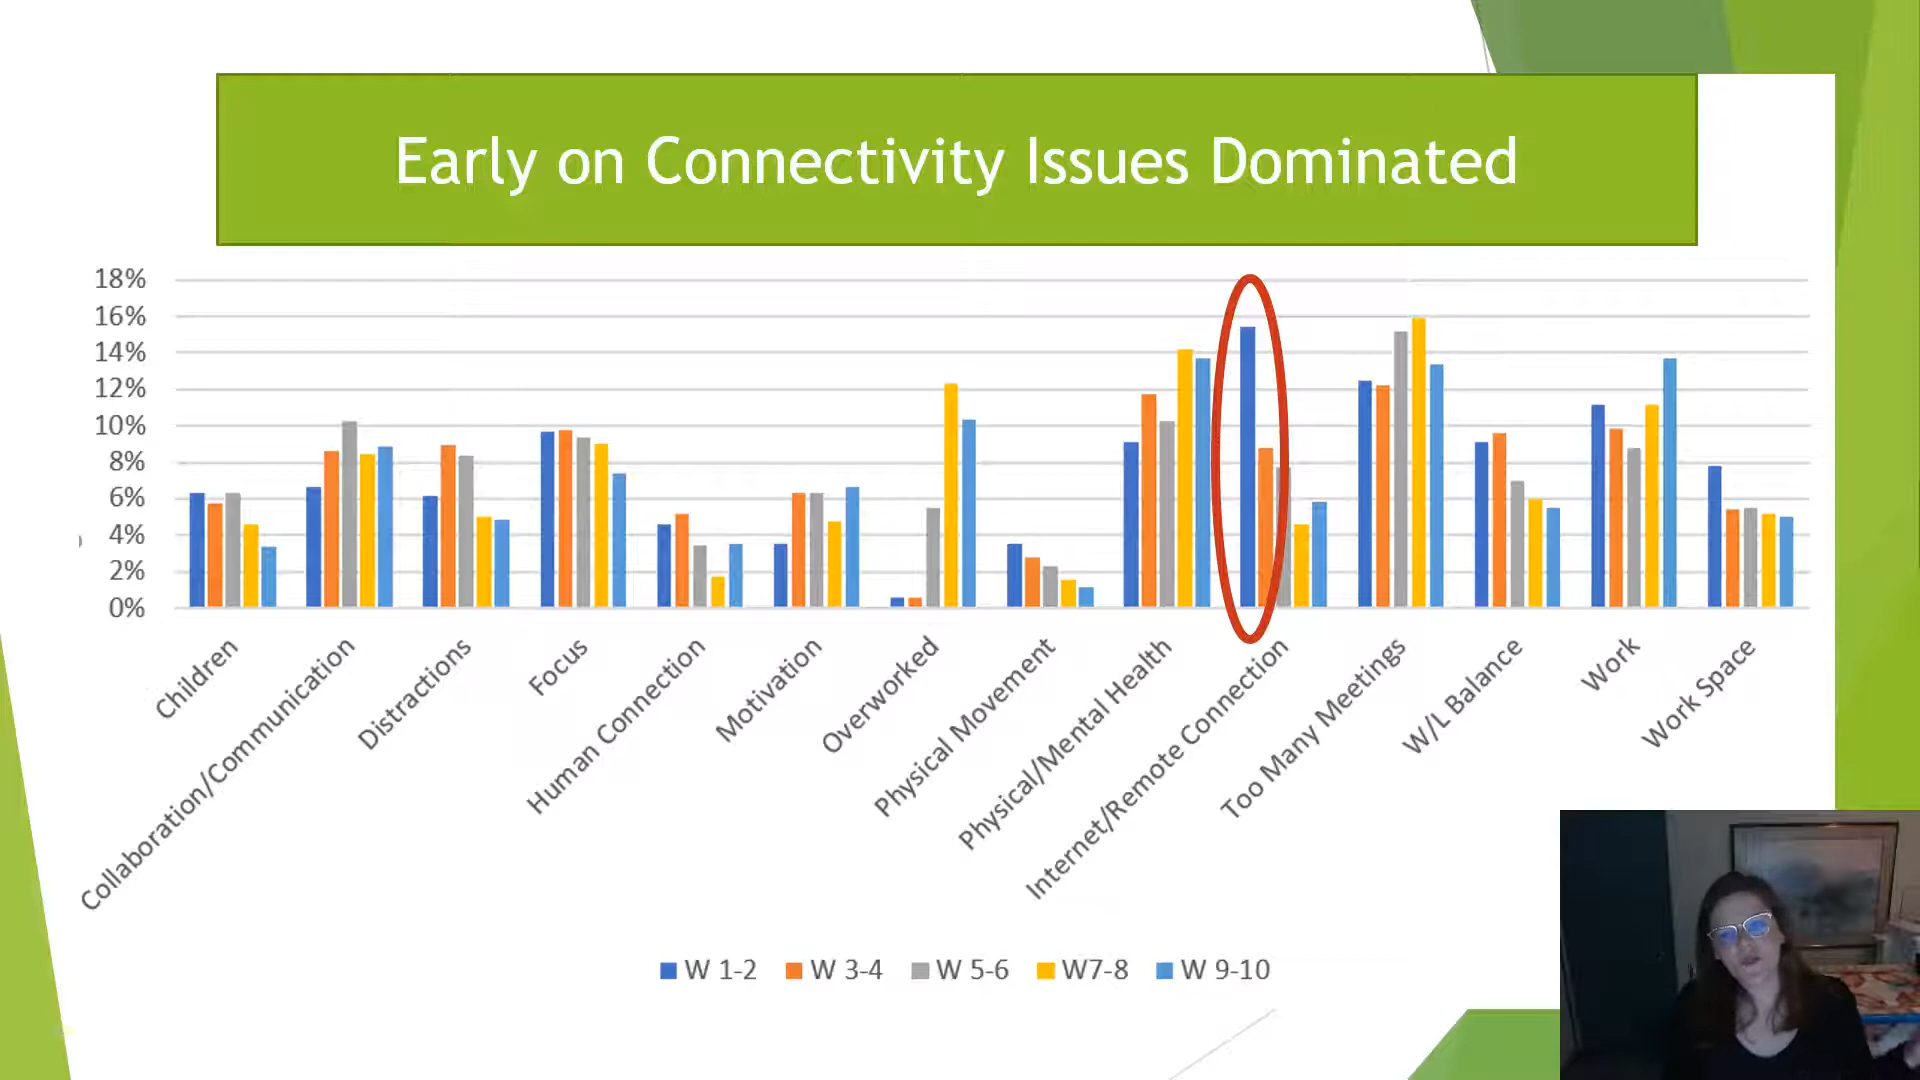 Early on Connectivity Issues Dominated
18%
16%
14%
12%
10%
8%
6%
4%
2%
0%
Children
Collaboration/Communication
Distractions
Focus
Human Connection
Motivation
Overworked
Physical Movement
Physical/Mental Health
Internet/Remote Connection
Too Many Meetings
W/L Balance
Work
Work Space
W 1-2 W 3-4 W 5-6 W7-8 W 9-10